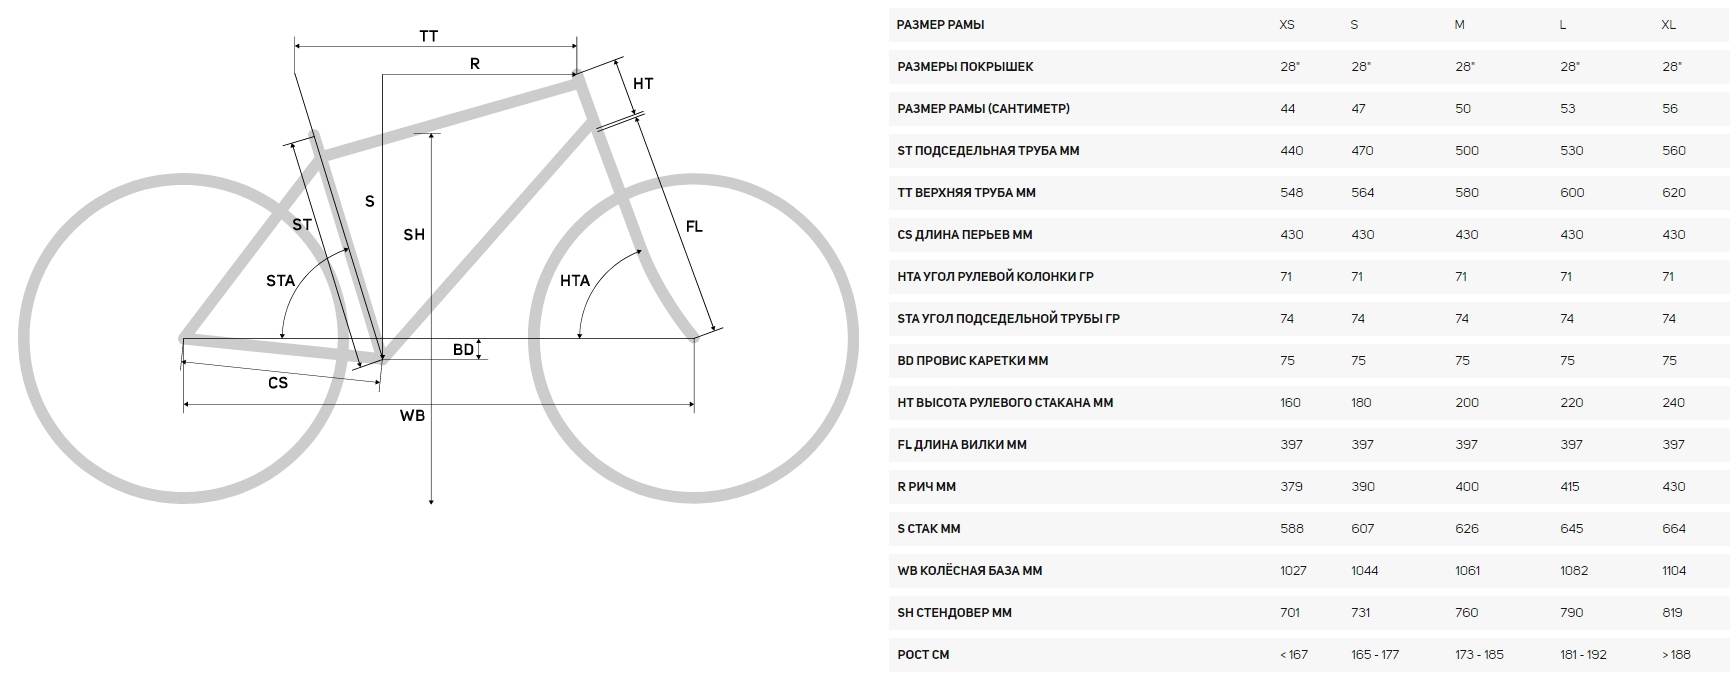 TT
R
HT
S
ST
SH
FL
STA
HTA
BD
CS
WB
РАЗМЕР РАМЫ XS S M L XL
РАЗМЕРЫ ПОКРЫШЕК 28" 28" 28" 28" 28"
РАЗМЕР РАМЫ (САНТИМЕТР) 44 47 50 53 56
ST ПОДСЕДЕЛЬНАЯ ТРУБА ММ 440 470 500 530 560
TT ВЕРХНЯЯ ТРУБА ММ 548 564 580 600 620
CS ДЛИНА ПЕРЬЕВ ММ 430 430 430 430 430
HTA УГОЛ РУЛЕВОЙ КОЛОНКИ ГР 71 71 71 71 71
STA УГОЛ ПОДСЕДЕЛЬНОЙ ТРУБЫ ГР 74 74 74 74 74
BD ПРОВИС КАРЕТКИ ММ 75 75 75 75 75
HT ВЫСОТА РУЛЕВОГО СТАКАНА ММ 160 180 200 220 240
FL ДЛИНА ВИЛКИ ММ 397 397 397 397 397
R РИЧ ММ 379 390 400 415 430
S СТАК ММ 588 607 626 645 664
WB КОЛЁСНАЯ БАЗА ММ 1027 1044 1061 1082 1104
SH СТЕНДОВЕР ММ 701 731 760 790 819
РОСТ СМ < 167 165 - 177 173 - 185 181 - 192 > 188